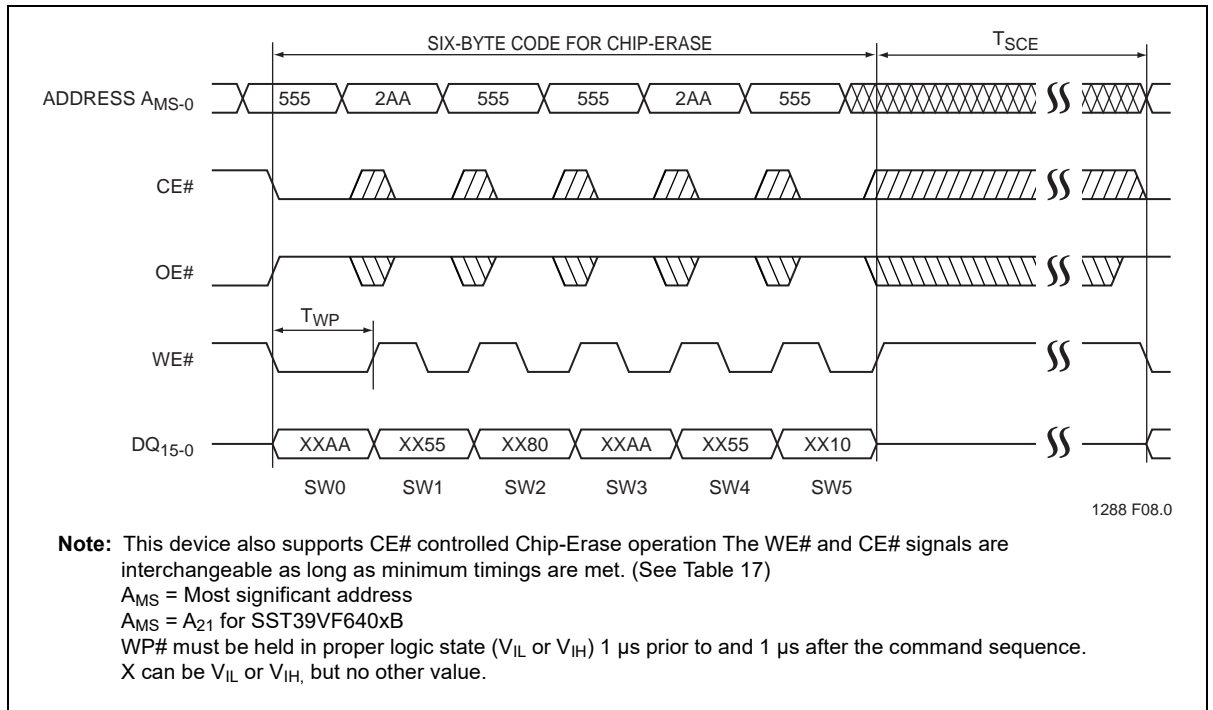 SIX-BYTE CODE FOR CHIP-ERASE
TSCE
ADDRESS AMS-0
555 2AA 555 555 2AA 555
CE#
OE#
TWP
WE#
DQ15-0
XXAA XX55 XX80 XXAA XX55 XX10
SW0 SW1 SW2 SW3 SW4 SW5
1288 F08.0
Note: This device also supports CE# controlled Chip-Erase operation The WE# and CE# signals are
interchangeable as long as minimum timings are met. (See Table 17)
AMS = Most significant address
AMS = A21 for SST39VF640xB
WP# must be held in proper logic state (VIL or VIH) 1 µs prior to and 1 µs after the command sequence.
X can be VIL or VIH, but no other value.